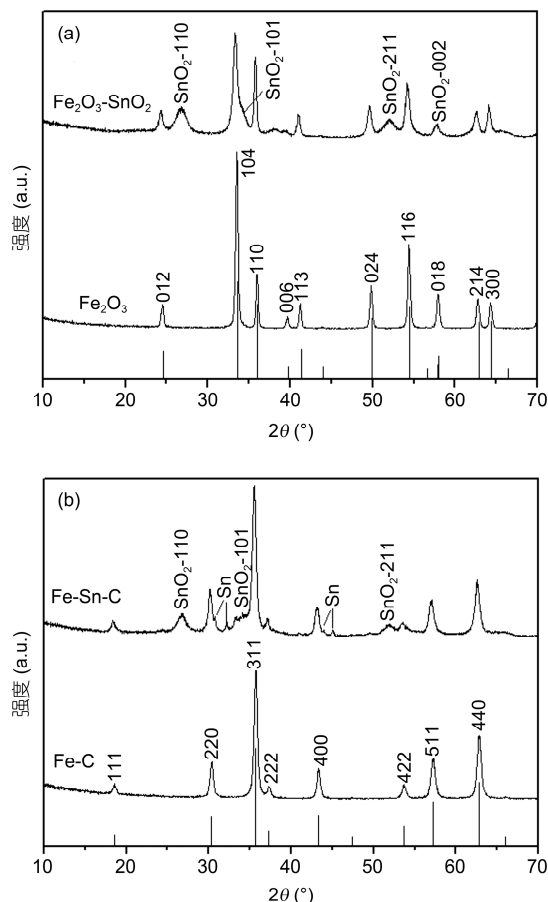 (a)
SnO₂-110
SnO₂-101
SnO₂-211
SnO₂-002
Fe₂O₃-SnO₂
104
012
110
006
113
024
116
018
214
300
Fe₂O₃
强度 (a.u.)
10 20 30 40 50 60 70
2θ (°)
(b)
SnO₂-110
Sn
SnO₂-101
Sn
SnO₂-211
Fe-Sn-C
311
111
220
222
400
422
511
440
Fe-C
强度 (a.u.)
10 20 30 40 50 60 70
2θ (°)